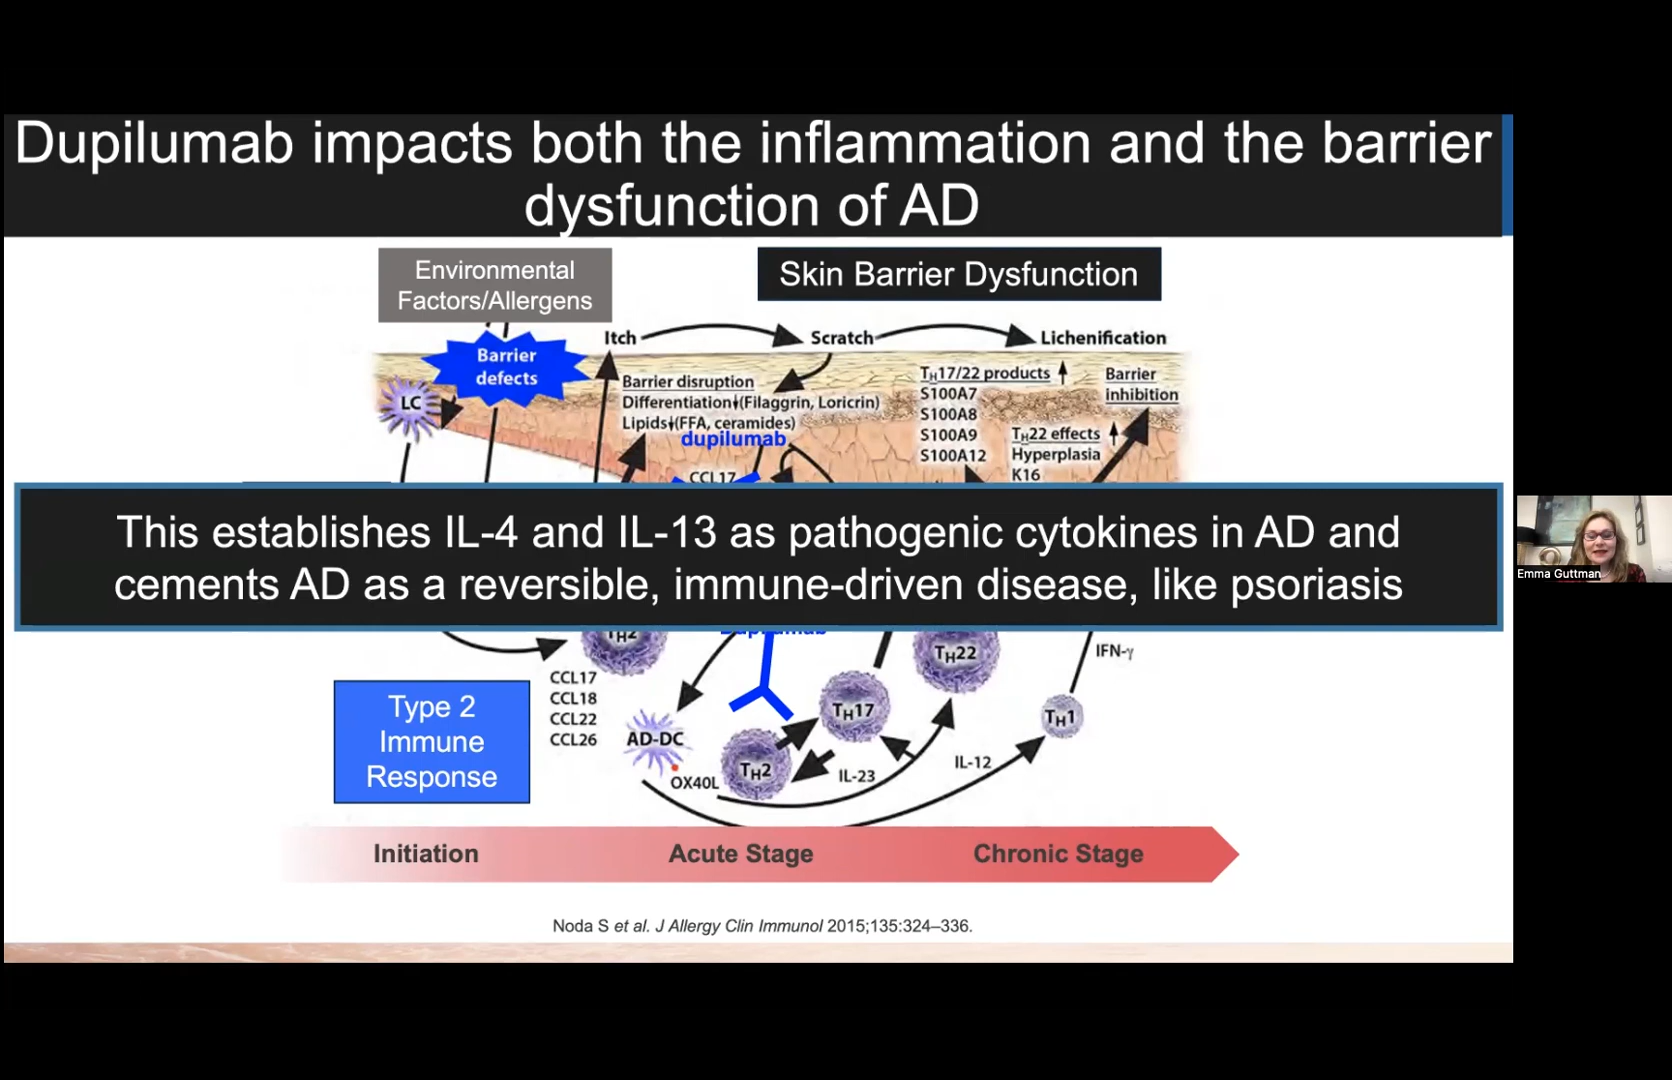 Dupilumab impacts both the inflammation and the barrier
dysfunction of AD
Environmental
Factors/Allergens
Skin Barrier Dysfunction
Itch
Scratch
Lichenification
Barrier
defects
LC
Barrier disruption
Differentiation↓(Filaggrin, Loricrin)
Lipids↓(FFA, ceramides)
dupilumab
CCL17
TH17/22 products ↑
S100A7
S100A8
S100A9
S100A12
Barrier
inhibition
TH22 effects ↑
Hyperplasia
K16
This establishes IL-4 and IL-13 as pathogenic cytokines in AD and
cements AD as a reversible, immune-driven disease, like psoriasis
Emma Guttman
TH2
Dupilumab
CCL17
CCL18
CCL22
CCL26
Type 2
Immune
Response
AD-DC
OX40L
TH2
TH17
IL-23
TH22
IL-12
TH1
IFN-γ
Initiation
Acute Stage
Chronic Stage
Noda S et al. J Allergy Clin Immunol 2015;135:324–336.